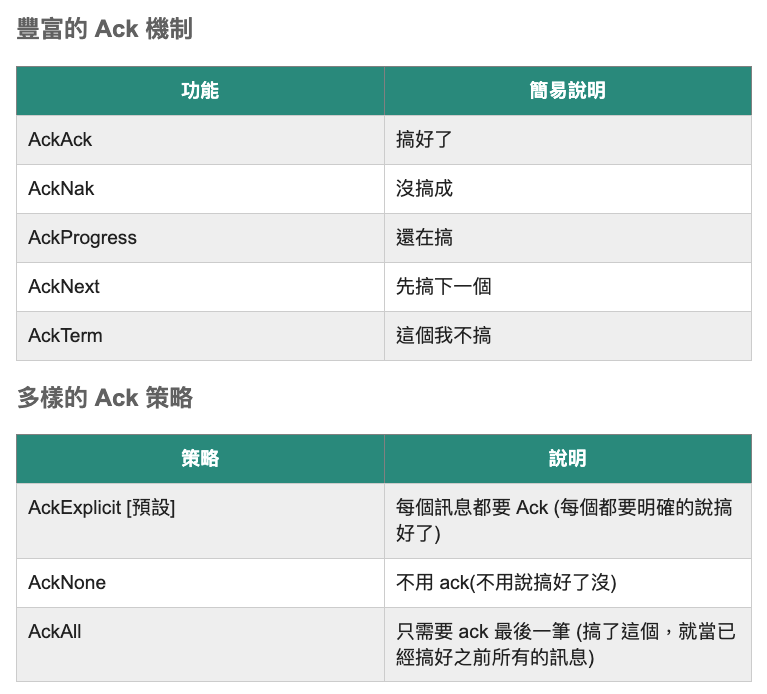 豐富的 Ack 機制
功能
簡易說明
AckAck
搞好了
AckNak
沒搞成
AckProgress
還在搞
AckNext
先搞下一個
AckTerm
這個我不搞
多樣的 Ack 策略
策略
說明
AckExplicit [預設]
每個訊息都要 Ack (每個都要明確的說搞
好了)
AckNone
不用 ack(不用說搞好了沒)
AckAll
只需要 ack 最後一筆 (搞了這個，就當已
經搞好之前所有的訊息)